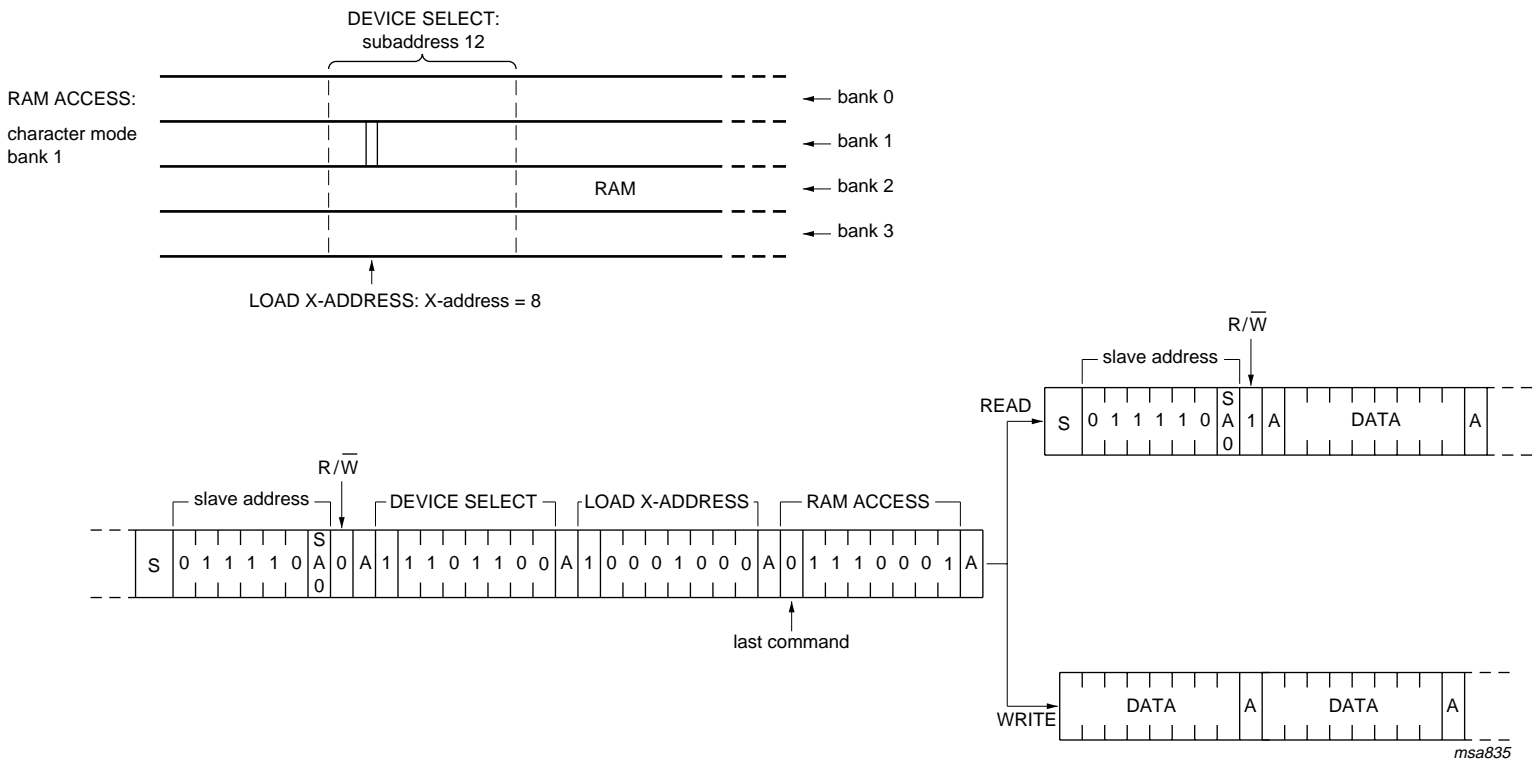 DEVICE SELECT:
subaddress 12
RAM ACCESS:
character mode
bank 1
bank 0
bank 1
RAM
bank 2
bank 3
LOAD X-ADDRESS: X-address = 8
R/W̅
slave address
READ
S 0 1 1 1 1 0 SA0 1 A DATA A
R/W̅
slave address DEVICE SELECT LOAD X-ADDRESS RAM ACCESS
S 0 1 1 1 1 0 SA0 0 A 1 1 1 0 1 1 0 0 A 1 0 0 0 1 0 0 0 A 0 1 1 1 0 0 0 1 A
last command
WRITE
DATA A DATA A
msa835